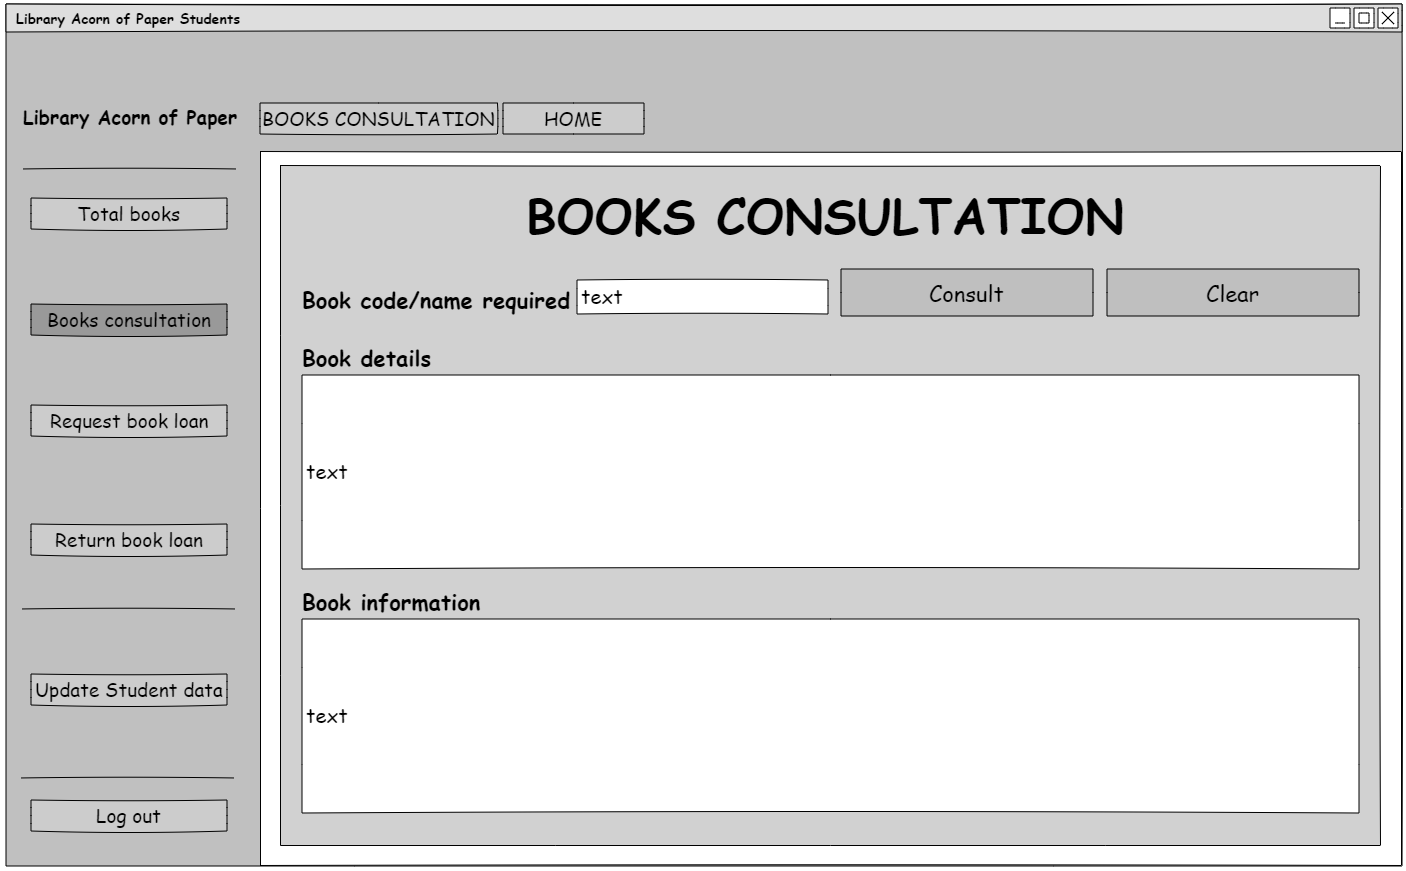 Library Acorn of Paper Students
Library Acorn of Paper
BOOKS CONSULTATION
HOME
Total books
Books consultation
Request book loan
Return book loan
Update Student data
Log out
BOOKS CONSULTATION
Book code/name required
text
Consult
Clear
Book details
text
Book information
text